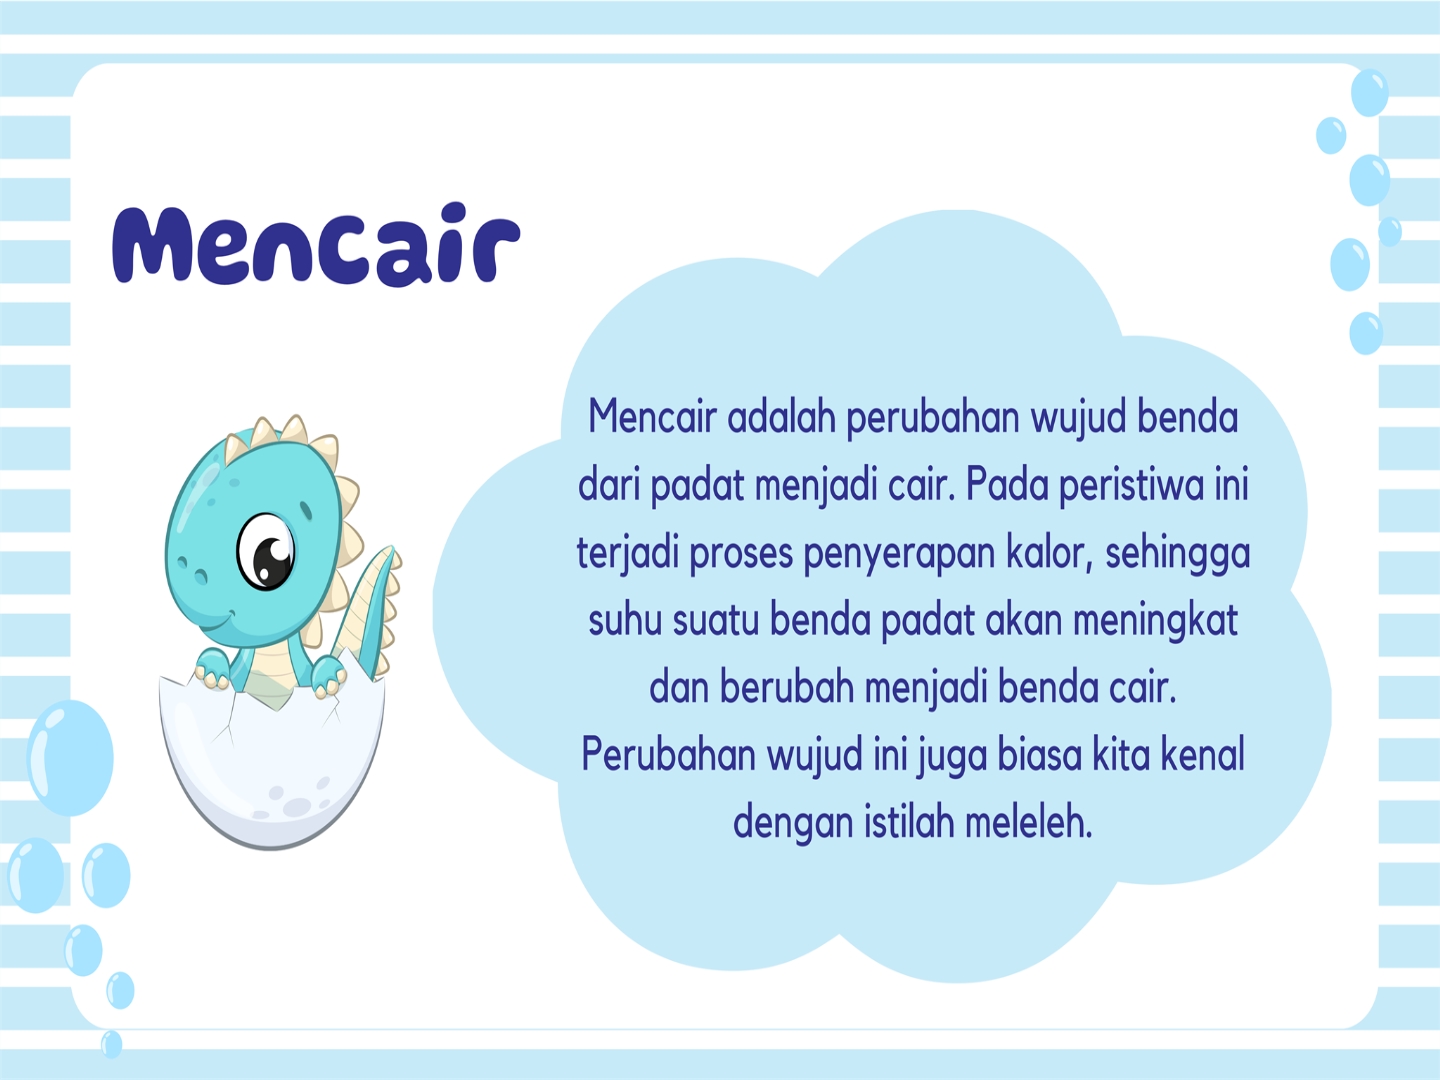 Mencair
Mencair adalah perubahan wujud benda
dari padat menjadi cair. Pada peristiwa ini
terjadi proses penyerapan kalor, sehingga
suhu suatu benda padat akan meningkat
dan berubah menjadi benda cair.
Perubahan wujud ini juga biasa kita kenal
dengan istilah meleleh.